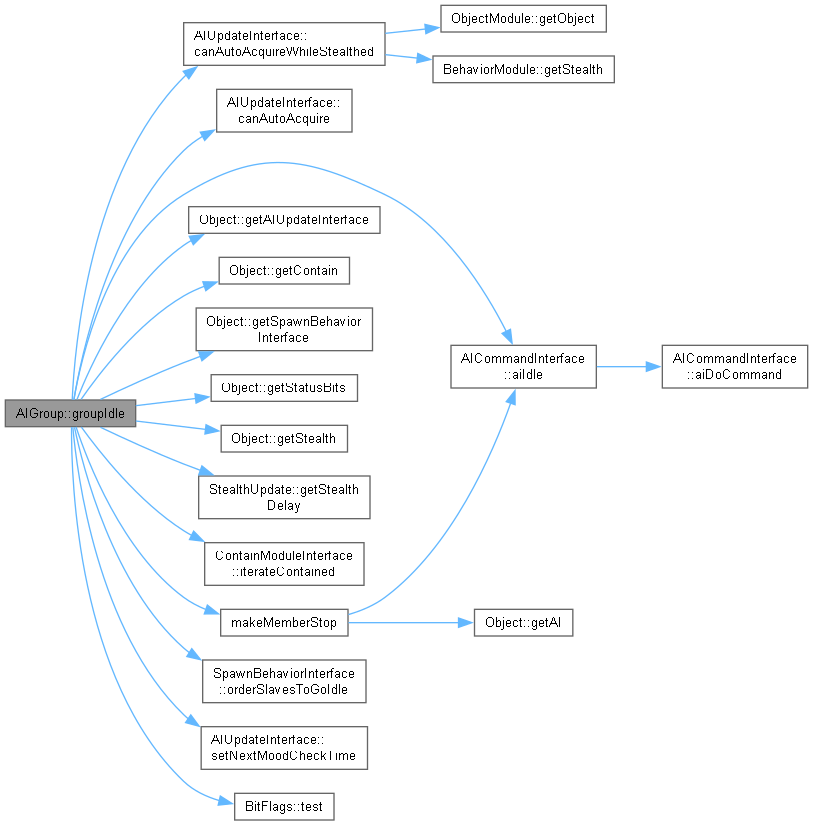 AIUpdateInterface::
canAutoAcquireWhileStealthed
ObjectModule::getObject
BehaviorModule::getStealth
AIUpdateInterface::
canAutoAcquire
Object::getAIUpdateInterface
Object::getContain
Object::getSpawnBehavior
Interface
AICommandInterface
::aiIdle
AICommandInterface
::aiDoCommand
Object::getStatusBits
AIGroup::groupIdle
Object::getStealth
StealthUpdate::getStealth
Delay
ContainModuleInterface
::iterateContained
makeMemberStop
Object::getAI
SpawnBehaviorInterface
::orderSlavesToGoIdle
AIUpdateInterface::
setNextMoodCheckTime
BitFlags::test